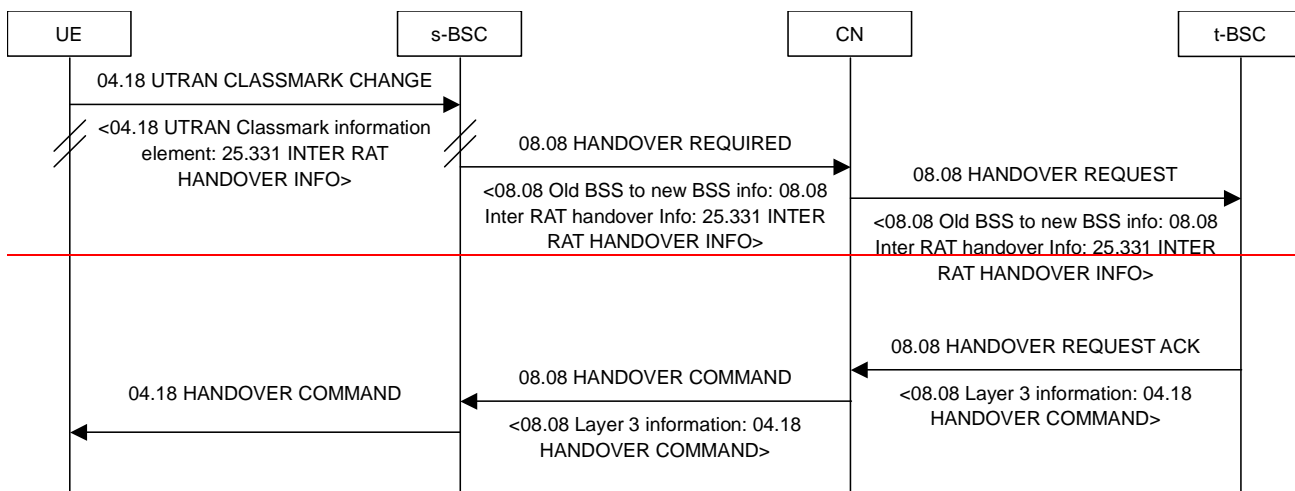 UE
s-BSC
CN
t-BSC
04.18 UTRAN CLASSMARK CHANGE
<04.18 UTRAN Classmark information
element: 25.331 INTER RAT
HANDOVER INFO>
08.08 HANDOVER REQUIRED
<08.08 Old BSS to new BSS info: 08.08
Inter RAT handover Info: 25.331 INTER
RAT HANDOVER INFO>
08.08 HANDOVER REQUEST
<08.08 Old BSS to new BSS info: 08.08
Inter RAT handover Info: 25.331 INTER
RAT HANDOVER INFO>
08.08 HANDOVER REQUEST ACK
<08.08 Layer 3 information: 04.18
HANDOVER COMMAND>
08.08 HANDOVER COMMAND
<08.08 Layer 3 information: 04.18
HANDOVER COMMAND>
04.18 HANDOVER COMMAND